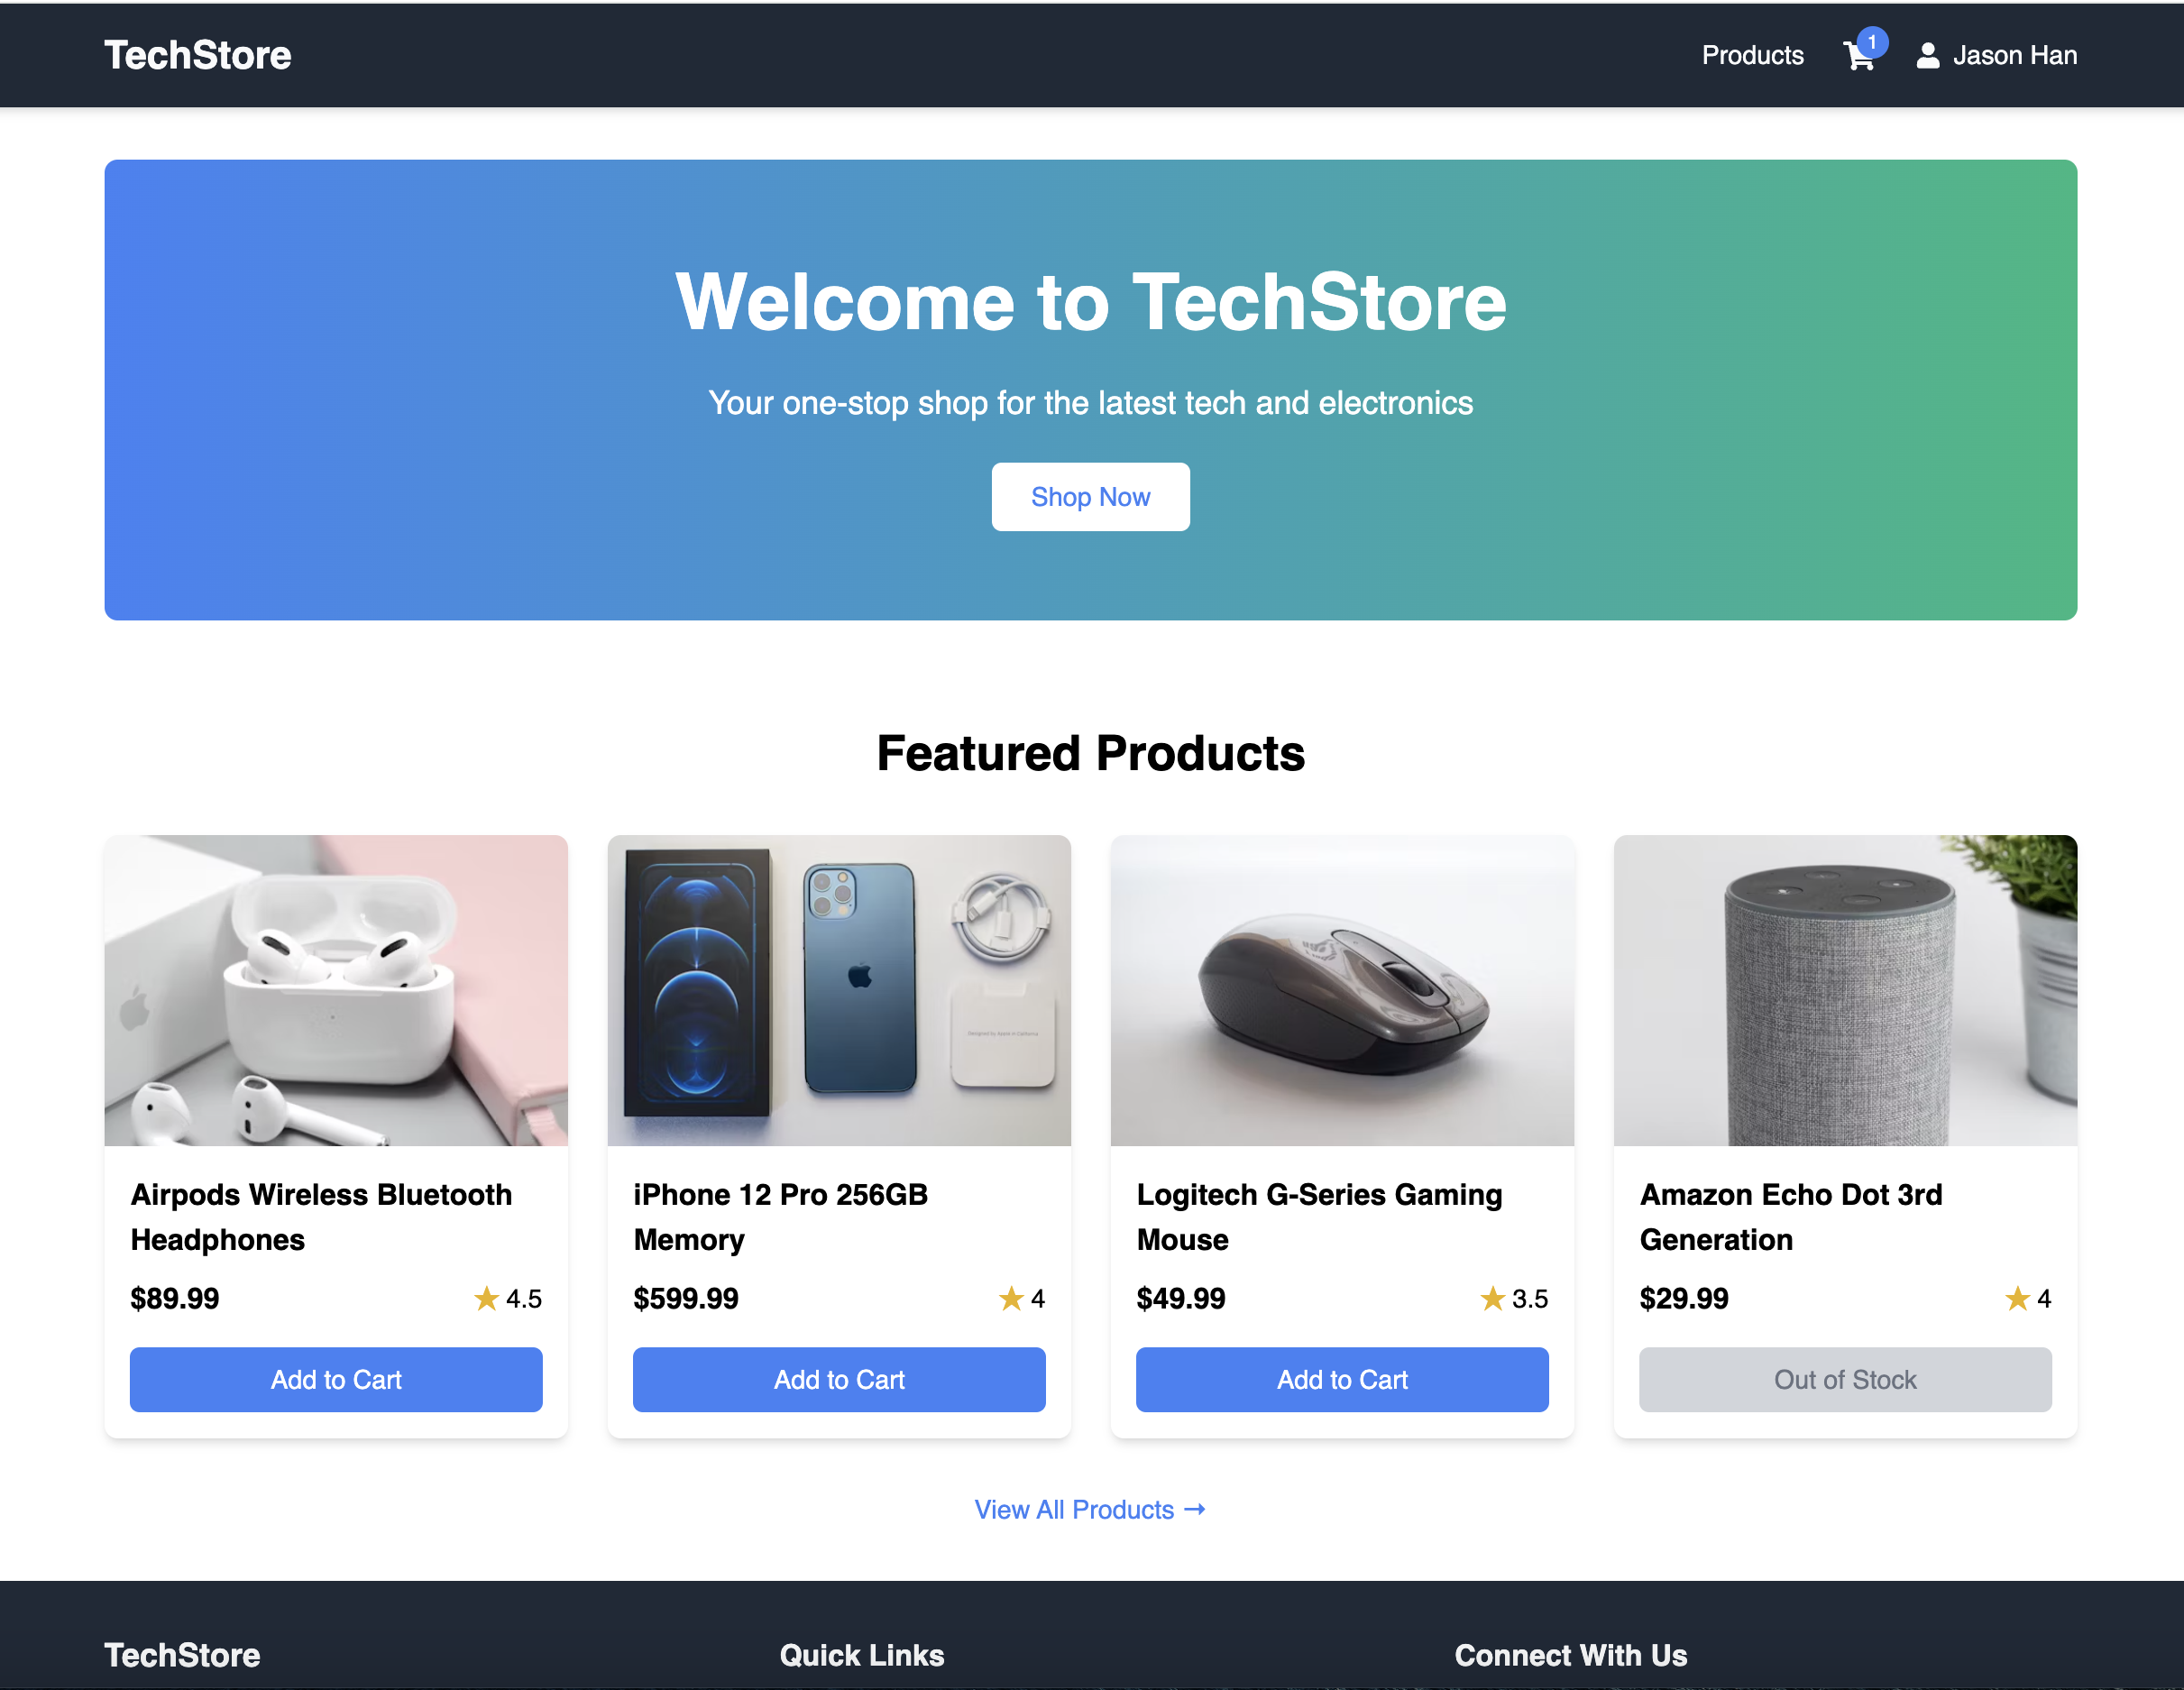 TechStore
Products
1
Jason Han
Welcome to TechStore
Your one-stop shop for the latest tech and electronics
Shop Now
Featured Products
Airpods Wireless Bluetooth
Headphones
$89.99
4.5
Add to Cart
iPhone 12 Pro 256GB
Memory
$599.99
4
Add to Cart
Logitech G-Series Gaming
Mouse
$49.99
3.5
Add to Cart
Amazon Echo Dot 3rd
Generation
$29.99
4
Out of Stock
View All Products →
TechStore
Quick Links
Connect With Us